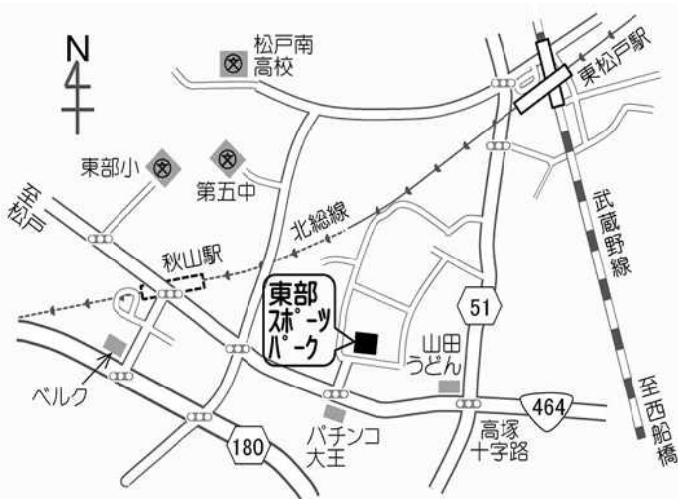 N
松戸南
高校
東松戸駅
東部小
第五中
至松戸
北総線
武蔵野線
秋山駅
東部
スポーツ
パーク
51
山田
うどん
ベルク
464
至西船橋
パチンコ
大王
高塚
十字路
180